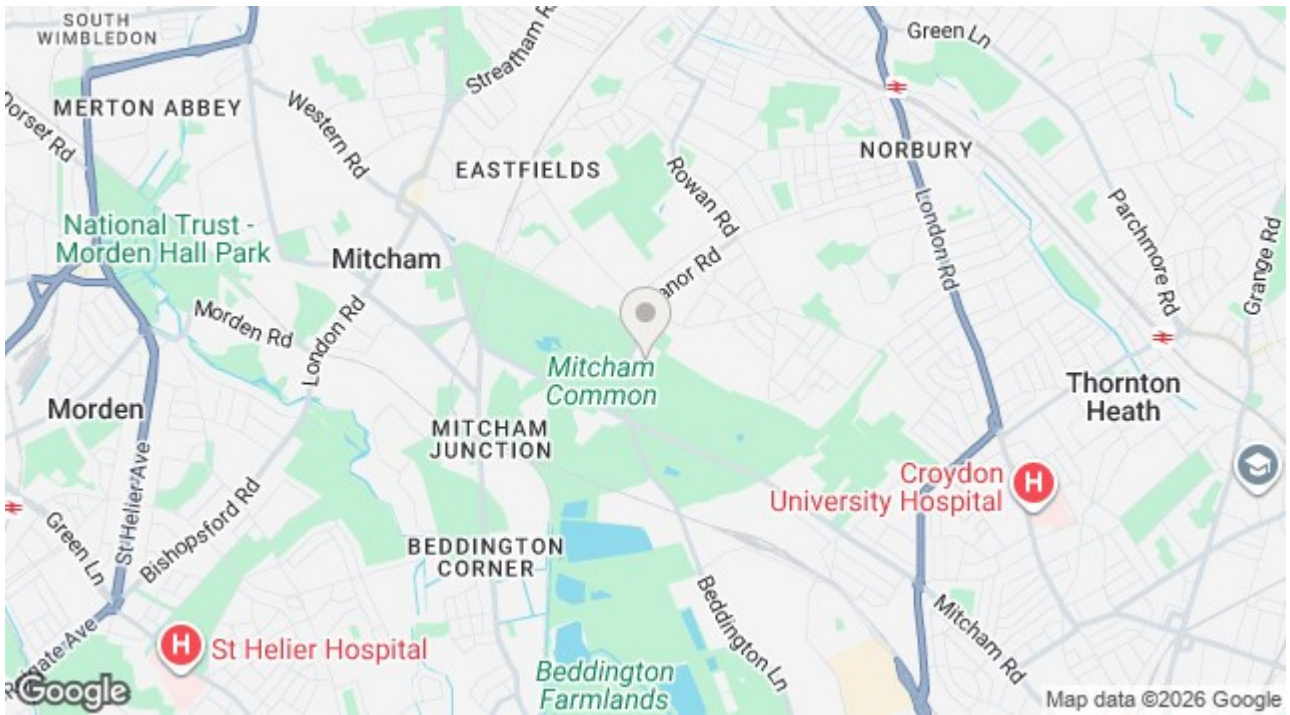 SOUTH
WIMBLEDON
Green Ln
Streatham R
MERTON ABBEY
Western Rd
Dorset Rd
EASTFIELDS
NORBURY
Rowan Rd
London Rd
Parchmore Rd
Grange Rd
National Trust -
Morden Hall Park
Mitcham
anor Rd
Morden Rd
London Rd
Mitcham
Common
Morden
Thornton
Heath
MITCHAM
JUNCTION
St Helier Ave
Croydon
University Hospital
H
Bishopsford Rd
Green Ln
BEDDINGTON
CORNER
Beddington Ln
Mitcham Rd
H
St Helier Hospital
gate Ave
Beddington
Farmlands
Google
Map data ©2026 Google